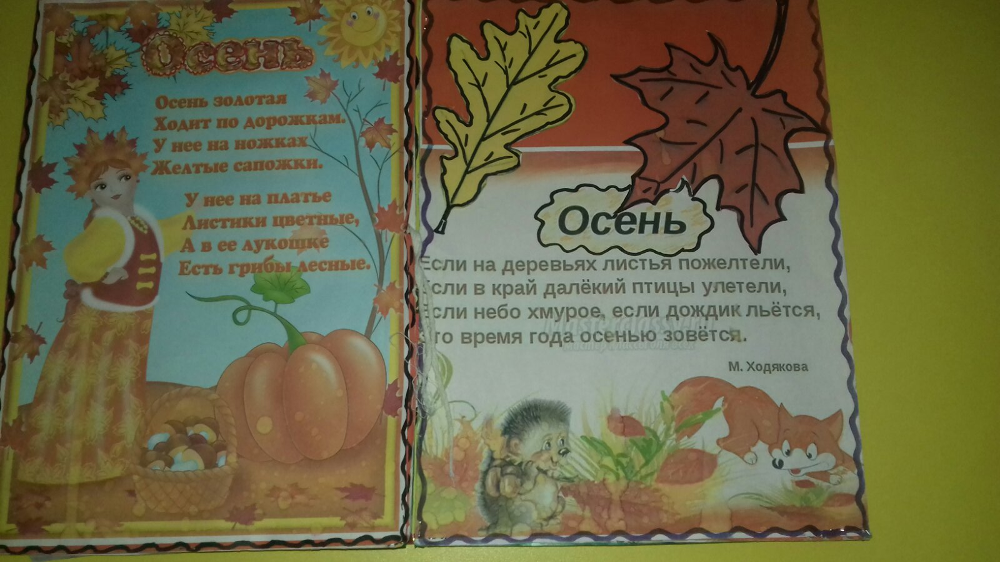 Осень
Осень золотая
Ходит по дорожкам.
У нее на ножках
Желтые сапожки.
У нее на платье
Листики цветные,
А в ее лукошке
Есть грибы лесные.
Осень
Если на деревьях листья пожелтели,
Если в край далёкий птицы улетели,
Если небо хмурое, если дождик льётся,
Это время года осенью зовётся.
М. Ходякова